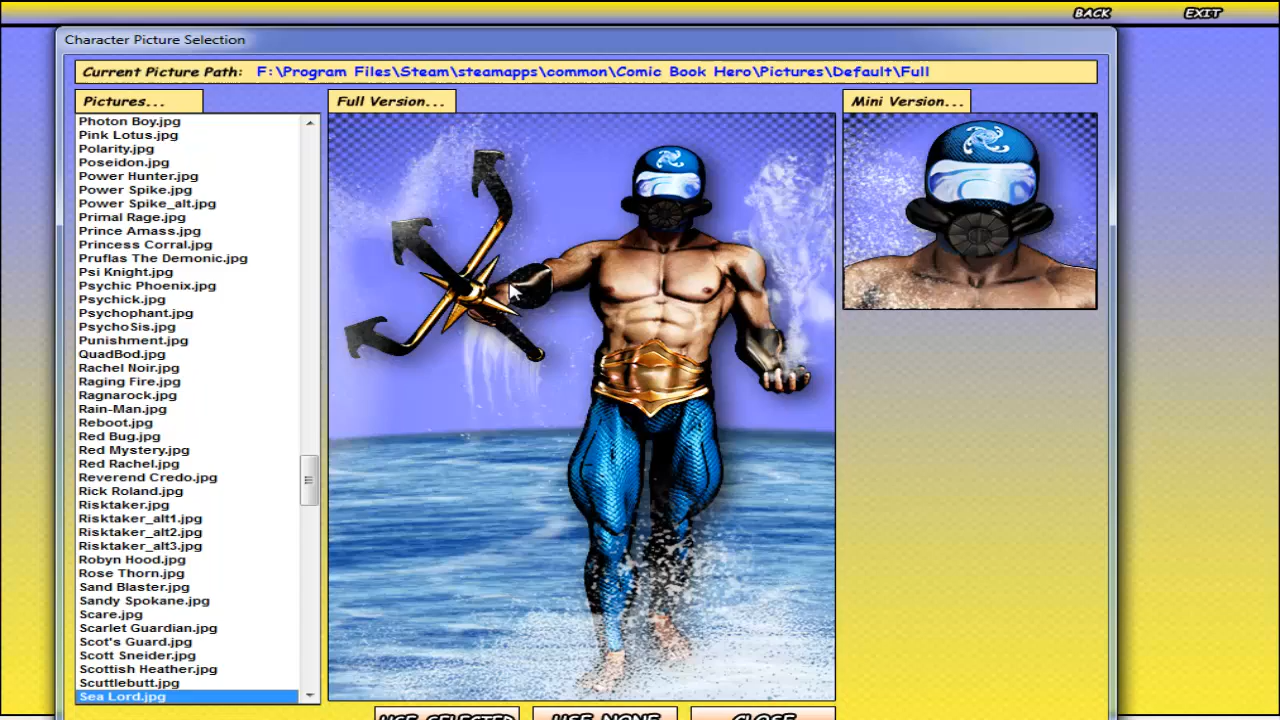 BACK
EXIT
Character Picture Selection
Current Picture Path: F:\Program Files\Steam\steamapps\common\Comic Book Hero\Pictures\Default\Full
Pictures...
Full Version...
Mini Version...
Photon Boy.jpg
Pink Lotus.jpg
Polarity.jpg
Poseidon.jpg
Power Hunter.jpg
Power Spike.jpg
Power Spike_alt.jpg
Primal Rage.jpg
Prince Amass.jpg
Princess Corral.jpg
Pruflas The Demonic.jpg
Psi Knight.jpg
Psychic Phoenix.jpg
Psychick.jpg
Psychophant.jpg
PsychoSis.jpg
Punishment.jpg
QuadBod.jpg
Rachel Noir.jpg
Raging Fire.jpg
Ragnarock.jpg
Rain-Man.jpg
Reboot.jpg
Red Bug.jpg
Red Mystery.jpg
Red Rachel.jpg
Reverend Credo.jpg
Rick Roland.jpg
Risktaker.jpg
Risktaker_alt1.jpg
Risktaker_alt2.jpg
Risktaker_alt3.jpg
Robyn Hood.jpg
Rose Thorn.jpg
Sand Blaster.jpg
Sandy Spokane.jpg
Scare.jpg
Scarlet Guardian.jpg
Scot's Guard.jpg
Scott Sneider.jpg
Scottish Heather.jpg
Scuttlebutt.jpg
Sea Lord.jpg
USE SELECTED
USE NONE
CLOSE